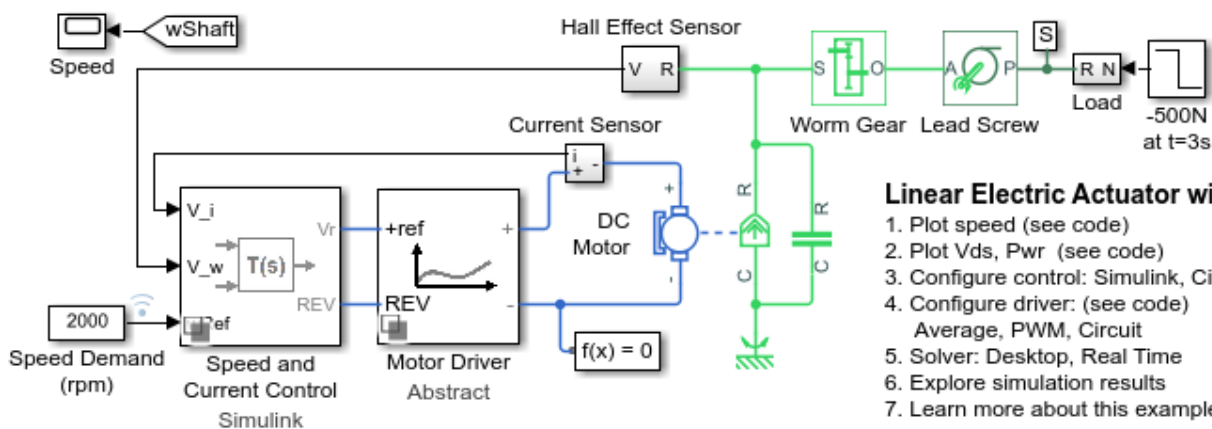 wShaft
Speed
Hall Effect Sensor
V R
S O
A P
S
R N
Load
-500N
at t=3s
Worm Gear
Lead Screw
Current Sensor
i
+ -
V_i
V_w
Vr
T(s)
REV
2000
Speed Demand
(rpm)
Speed and
Current Control
Simulink
+ref
+
REV
-
Motor Driver
Abstract
DC
Motor
+
-
R
C
R
C
f(x) = 0
Linear Electric Actuator wi
1. Plot speed (see code)
2. Plot Vds, Pwr (see code)
3. Configure control: Simulink, Ci
4. Configure driver: (see code)
Average, PWM, Circuit
5. Solver: Desktop, Real Time
6. Explore simulation results
7. Learn more about this example